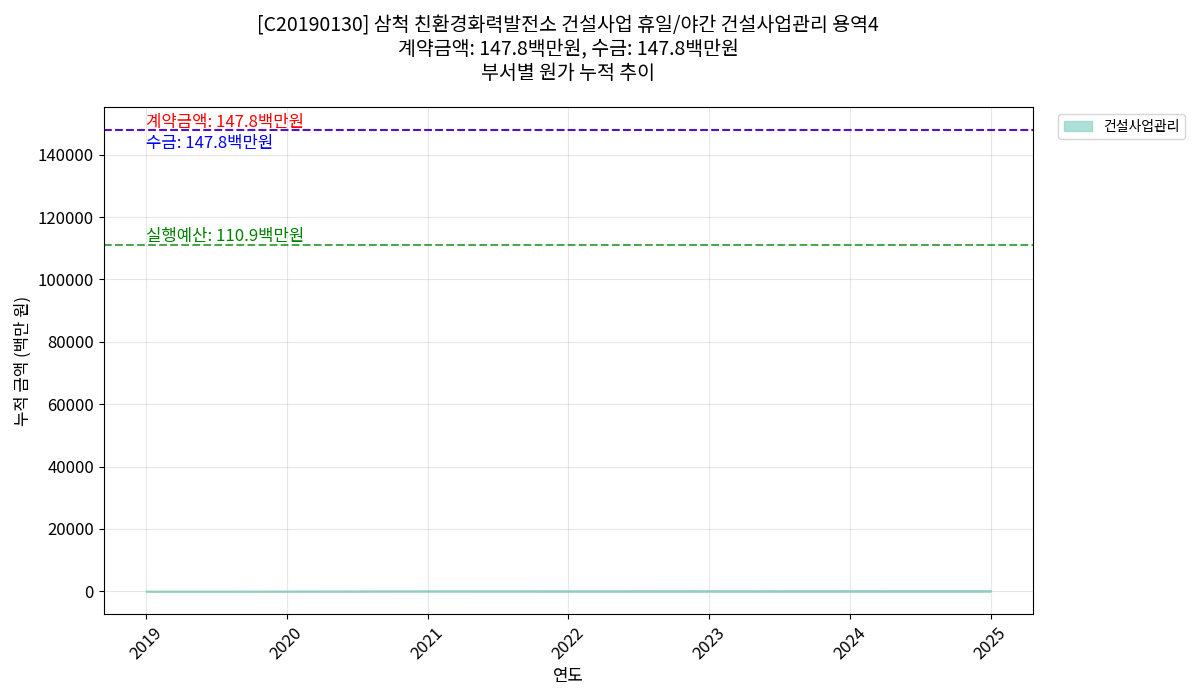 [C20190130] 삼척 친환경화력발전소 건설사업 휴일/야간 건설사업관리 용역4
계약금액: 147.8백만원, 수금: 147.8백만원
부서별 원가 누적 추이
계약금액: 147.8백만원
수금: 147.8백만원
실행예산: 110.9백만원
건설사업관리
누적 금액 (백만 원)
140000
120000
100000
80000
60000
40000
20000
0
2019
2020
2021
2022
2023
2024
2025
연도